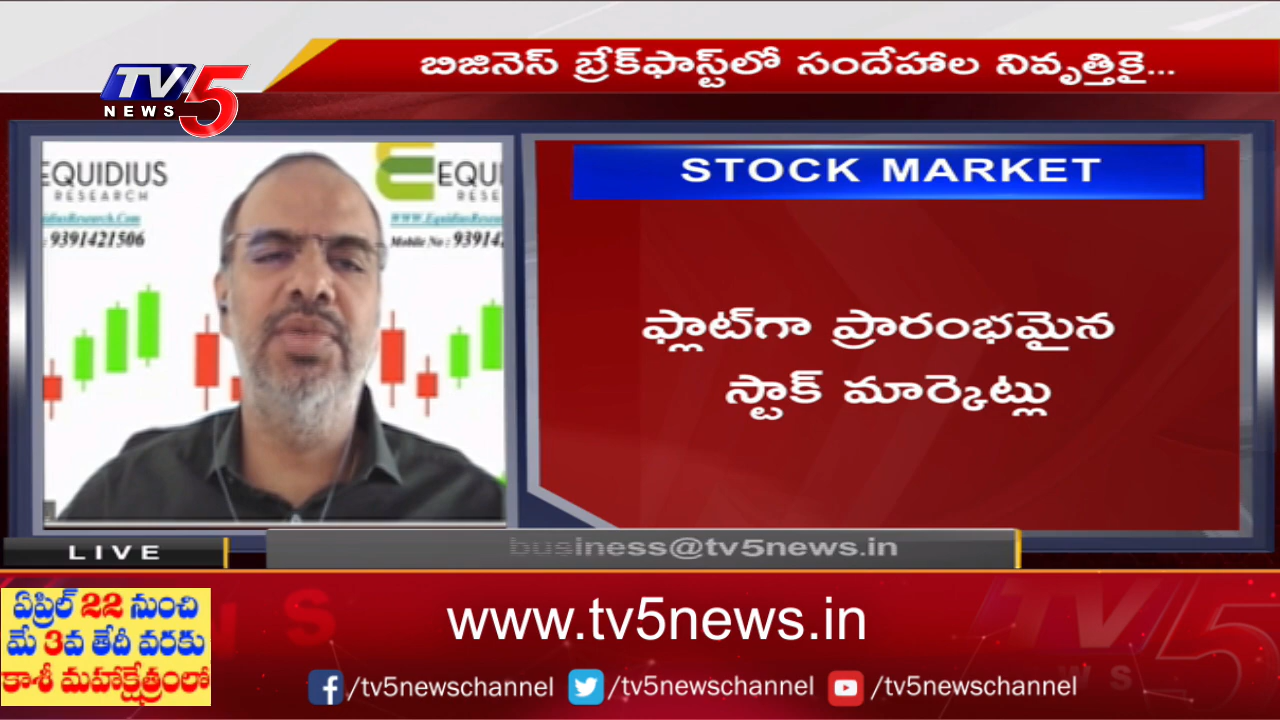 బిజినెస్ బ్రేక్‌ఫాస్ట్‌లో సందేహాల నివృత్తికై...
TV5
NEWS
EQUIDIUS
RESEARCH
9391421506
STOCK MARKET
ఫ్లాట్‌గా ప్రారంభమైన
స్టాక్ మార్కెట్లు
LIVE
business@tv5news.in
ఏప్రిల్ 22 నుంచి
మే 3వ తేదీ వరకు
కాశీ మహాక్షేత్రంలో
www.tv5news.in
/tv5newschannel
/tv5newschannel
/tv5newschannel